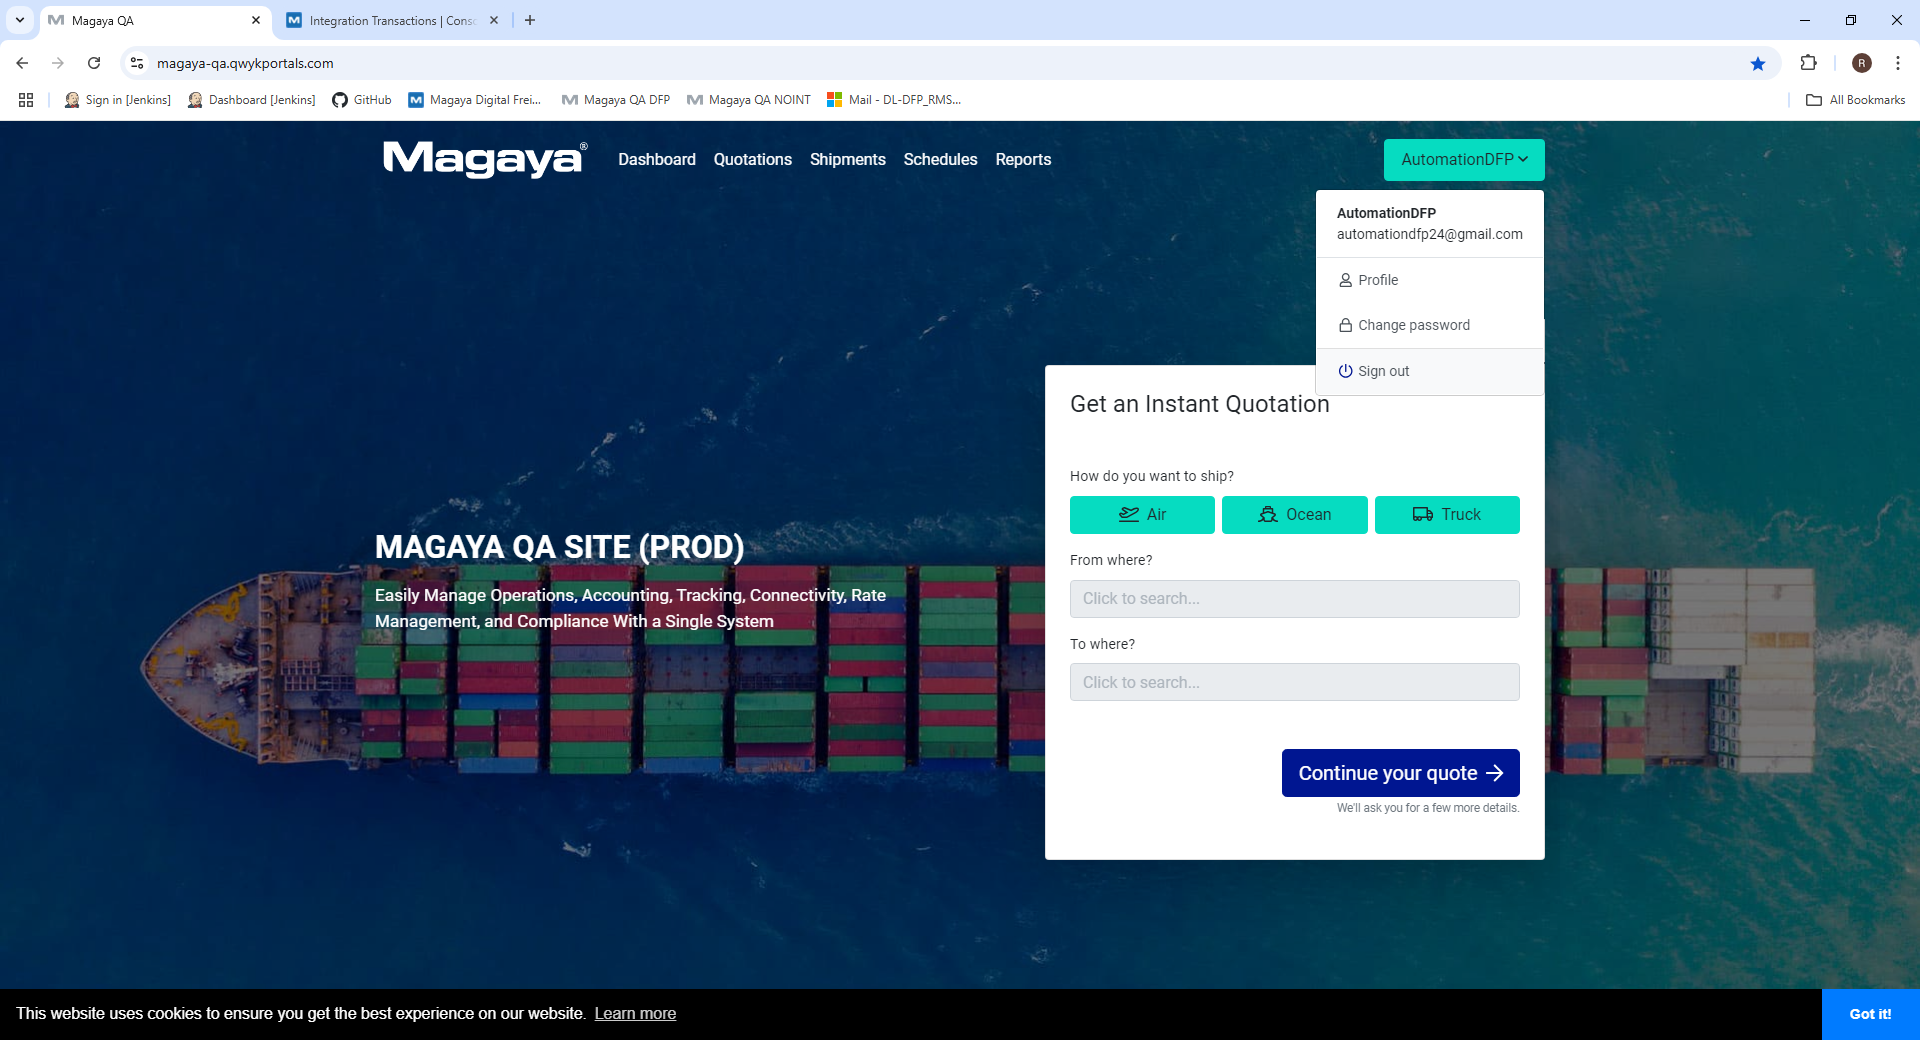 Magaya QA
Integration Transactions | Cons
magaya-qa.qwykportals.com
R
Sign in [Jenkins]
Dashboard [Jenkins]
GitHub
Magaya Digital Frei...
Magaya QA DFP
Magaya QA NOINT
Mail - DL-DFP_RMS...
All Bookmarks
Magaya®
Dashboard
Quotations
Shipments
Schedules
Reports
AutomationDFP
AutomationDFP
automationdfp24@gmail.com
Profile
Change password
Sign out
Get an Instant Quotation
How do you want to ship?
Air
Ocean
Truck
From where?
Click to search...
To where?
Click to search...
Continue your quote
We'll ask you for a few more details.
MAGAYA QA SITE (PROD)
Easily Manage Operations, Accounting, Tracking, Connectivity, Rate
Management, and Compliance With a Single System
This website uses cookies to ensure you get the best experience on our website. Learn more
Got it!